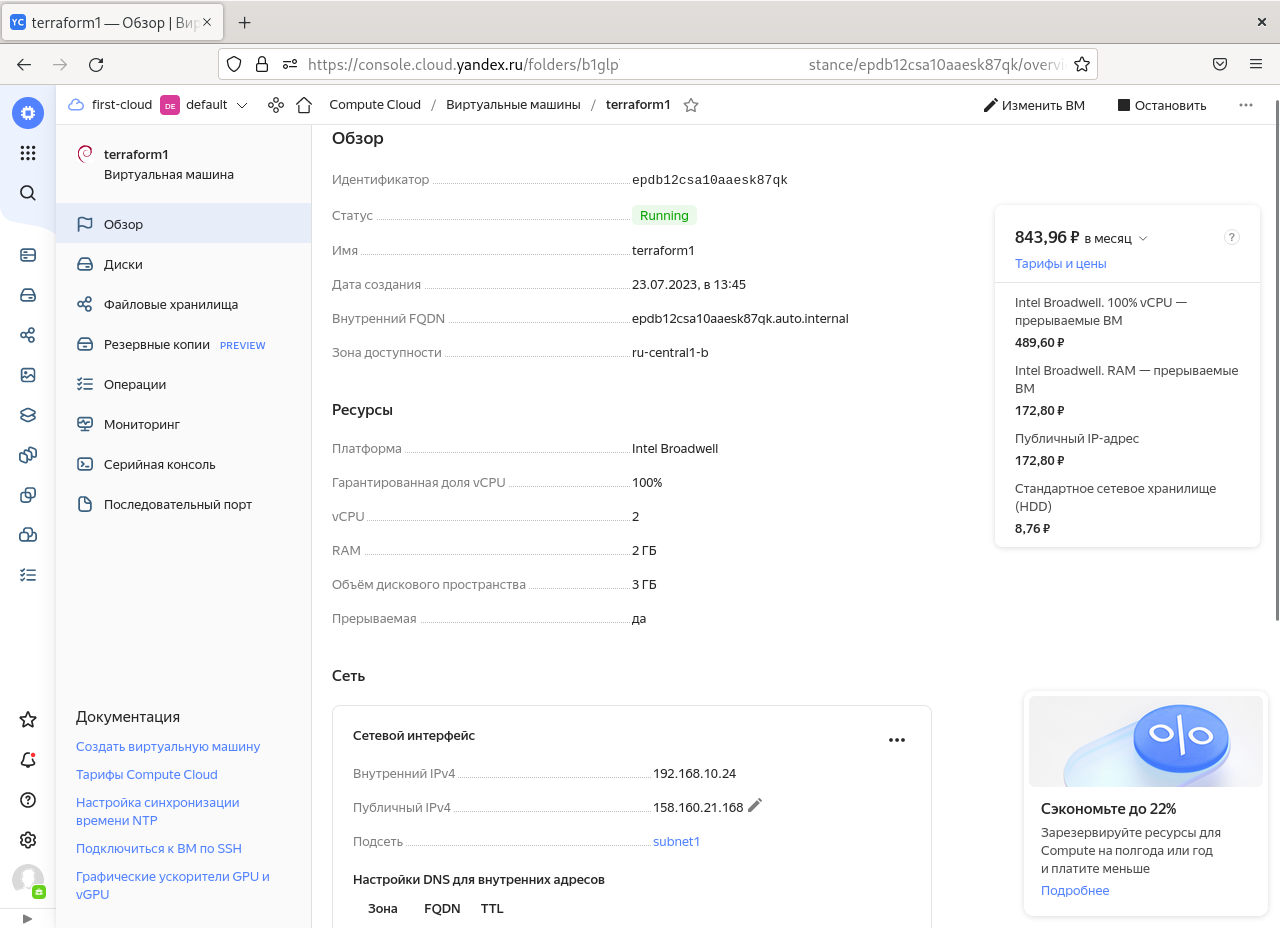 YC terraform1 — Обзор | Вир
https://console.cloud.yandex.ru/folders/b1glp
stance/epdb12csa10aaesk87qk/overvi
first-cloud DE default Compute Cloud / Виртуальные машины / terraform1 Изменить ВМ Остановить
terraform1
Виртуальная машина
Обзор
Диски
Файловые хранилища
Резервные копии PREVIEW
Операции
Мониторинг
Серийная консоль
Последовательный порт
Документация
Создать виртуальную машину
Тарифы Compute Cloud
Настройка синхронизации
времени NTP
Подключиться к ВМ по SSH
Графические ускорители GPU и
vGPU
Обзор
Идентификатор epdb12csa10aaesk87qk
Статус Running
Имя terraform1
Дата создания 23.07.2023, в 13:45
Внутренний FQDN epdb12csa10aaesk87qk.auto.internal
Зона доступности ru-central1-b
Ресурсы
Платформа Intel Broadwell
Гарантированная доля vCPU 100%
vCPU 2
RAM 2 ГБ
Объём дискового пространства 3 ГБ
Прерываемая да
Сеть
Сетевой интерфейс
Внутренний IPv4 192.168.10.24
Публичный IPv4 158.160.21.168
Подсеть subnet1
Настройки DNS для внутренних адресов
Зона FQDN TTL
843,96 ₽ в месяц ?
Тарифы и цены
Intel Broadwell. 100% vCPU —
прерываемые ВМ
489,60 ₽
Intel Broadwell. RAM — прерываемые
ВМ
172,80 ₽
Публичный IP-адрес
172,80 ₽
Стандартное сетевое хранилище
(HDD)
8,76 ₽
%
Сэкономьте до 22%
Зарезервируйте ресурсы для
Compute на полгода или год
и платите меньше
Подробнее